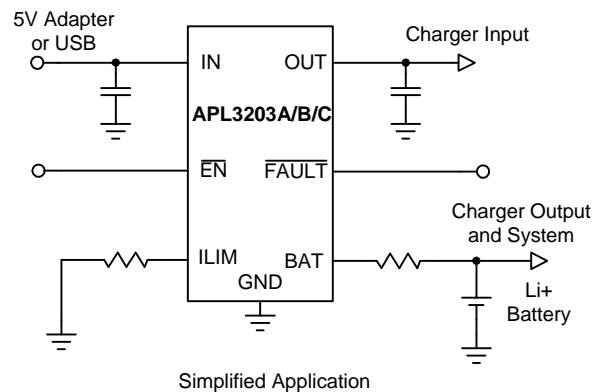 5V Adapter
or USB
Charger Input
IN
OUT
APL3203A/B/C
EN
FAULT
Charger Output
and System
ILIM
BAT
GND
Li+
Battery
Simplified Application